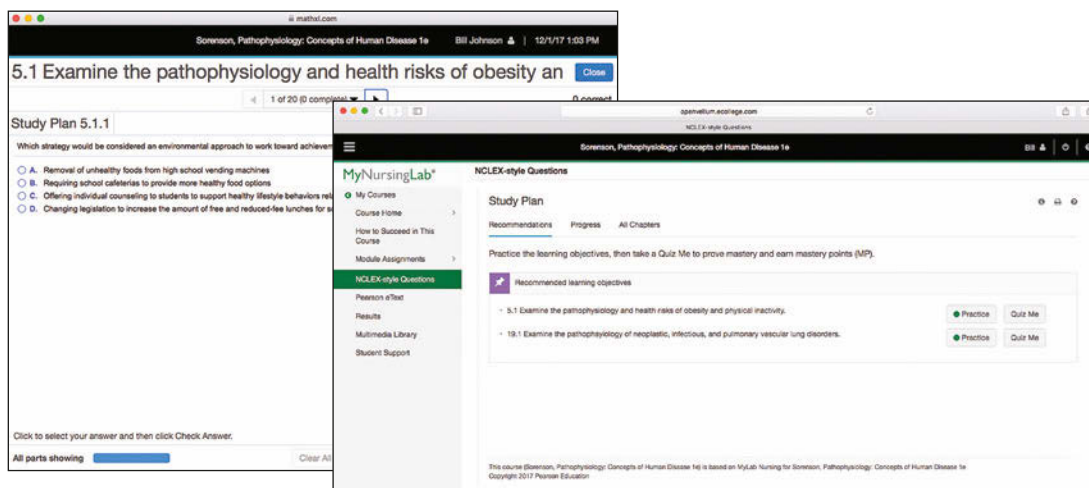 mathxl.com
Sorenson, Pathophysiology: Concepts of Human Disease 1e Bill Johnson | 12/1/17 1:03 PM
5.1 Examine the pathophysiology and health risks of obesity an Close
1 of 20 (0 complete) 0 correct
Study Plan 5.1.1
Which strategy would be considered an environmental approach to work toward achievem
A. Removal of unhealthy foods from high school vending machines
B. Requiring school cafeterias to provide more healthy food options
C. Offering individual counseling to students to support healthy lifestyle behaviors rel
D. Changing legislation to increase the amount of free and reduced-fee lunches for s
Click to select your answer and then click Check Answer.
All parts showing Clear All
openvellum.ecollege.com
NCLEX-style Questions
Sorenson, Pathophysiology: Concepts of Human Disease 1e Bill
MyNursingLab®
My Courses
Course Home
How to Succeed in This
Course
Module Assignments
NCLEX-style Questions
Pearson eText
Results
Multimedia Library
Student Support
NCLEX-style Questions
Study Plan
Recommendations Progress All Chapters
Practice the learning objectives, then take a Quiz Me to prove mastery and earn mastery points (MP).
Recommended learning objectives
5.1 Examine the pathophysiology and health risks of obesity and physical inactivity. Practice Quiz Me
19.1 Examine the pathophysiology of neoplastic, infectious, and pulmonary vascular lung disorders. Practice Quiz Me
This course (Sorenson, Pathophysiology: Concepts of Human Disease 1e) is based on MyLab Nursing for Sorenson, Pathophysiology: Concepts of Human Disease 1e
Copyright 2017 Pearson Education